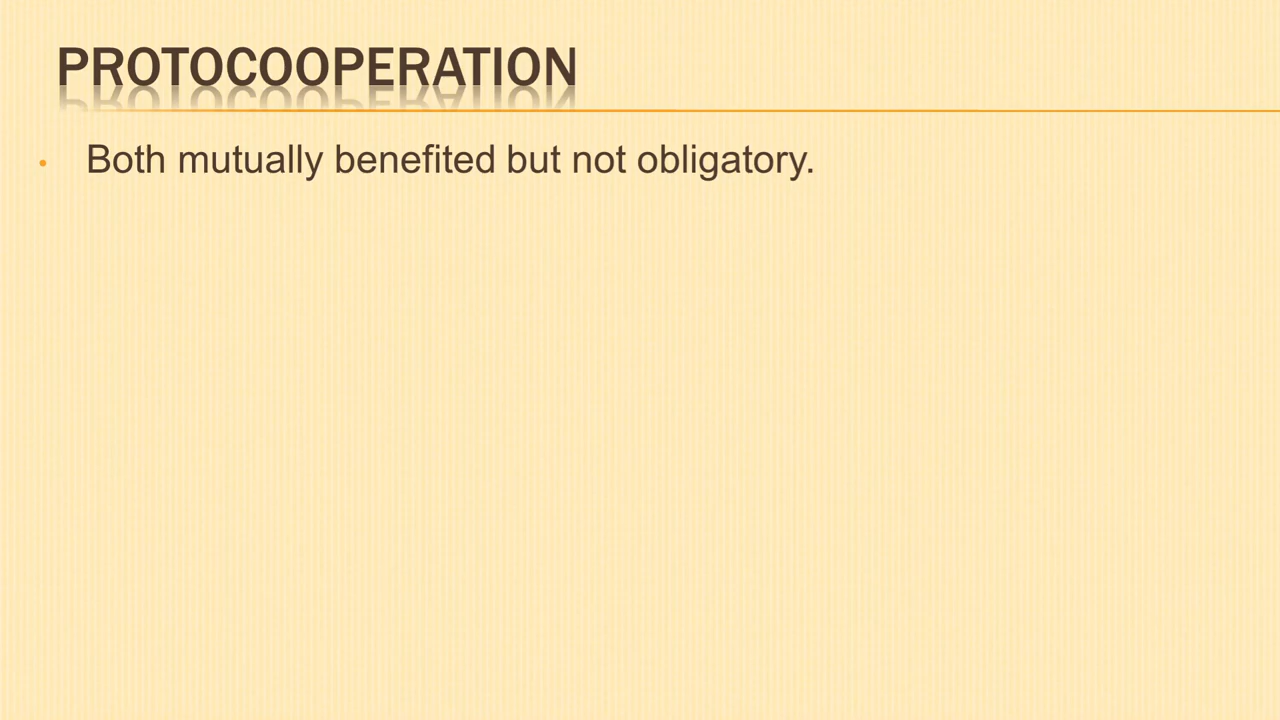 PROTOCOOPERATION
• Both mutually benefited but not obligatory.